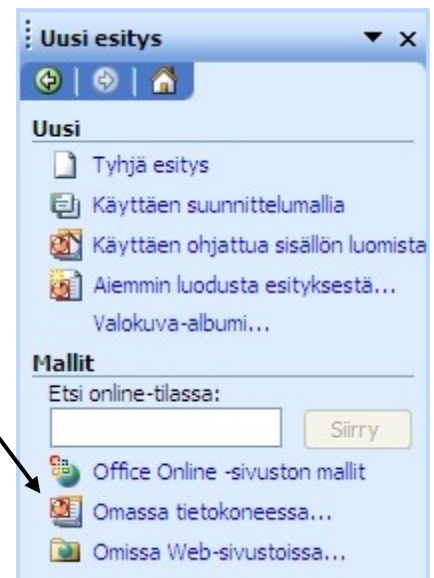 Uusi esitys
Uusi
Tyhjä esitys
Käyttäen suunnittelumallia
Käyttäen ohjattua sisällön luomista
Aiemmin luodusta esityksestä...
Valokuva-albumi...
Mallit
Etsi online-tilassa:
Siirry
Office Online -sivuston mallit
Omassa tietokoneessa...
Omissa Web-sivustoissa...